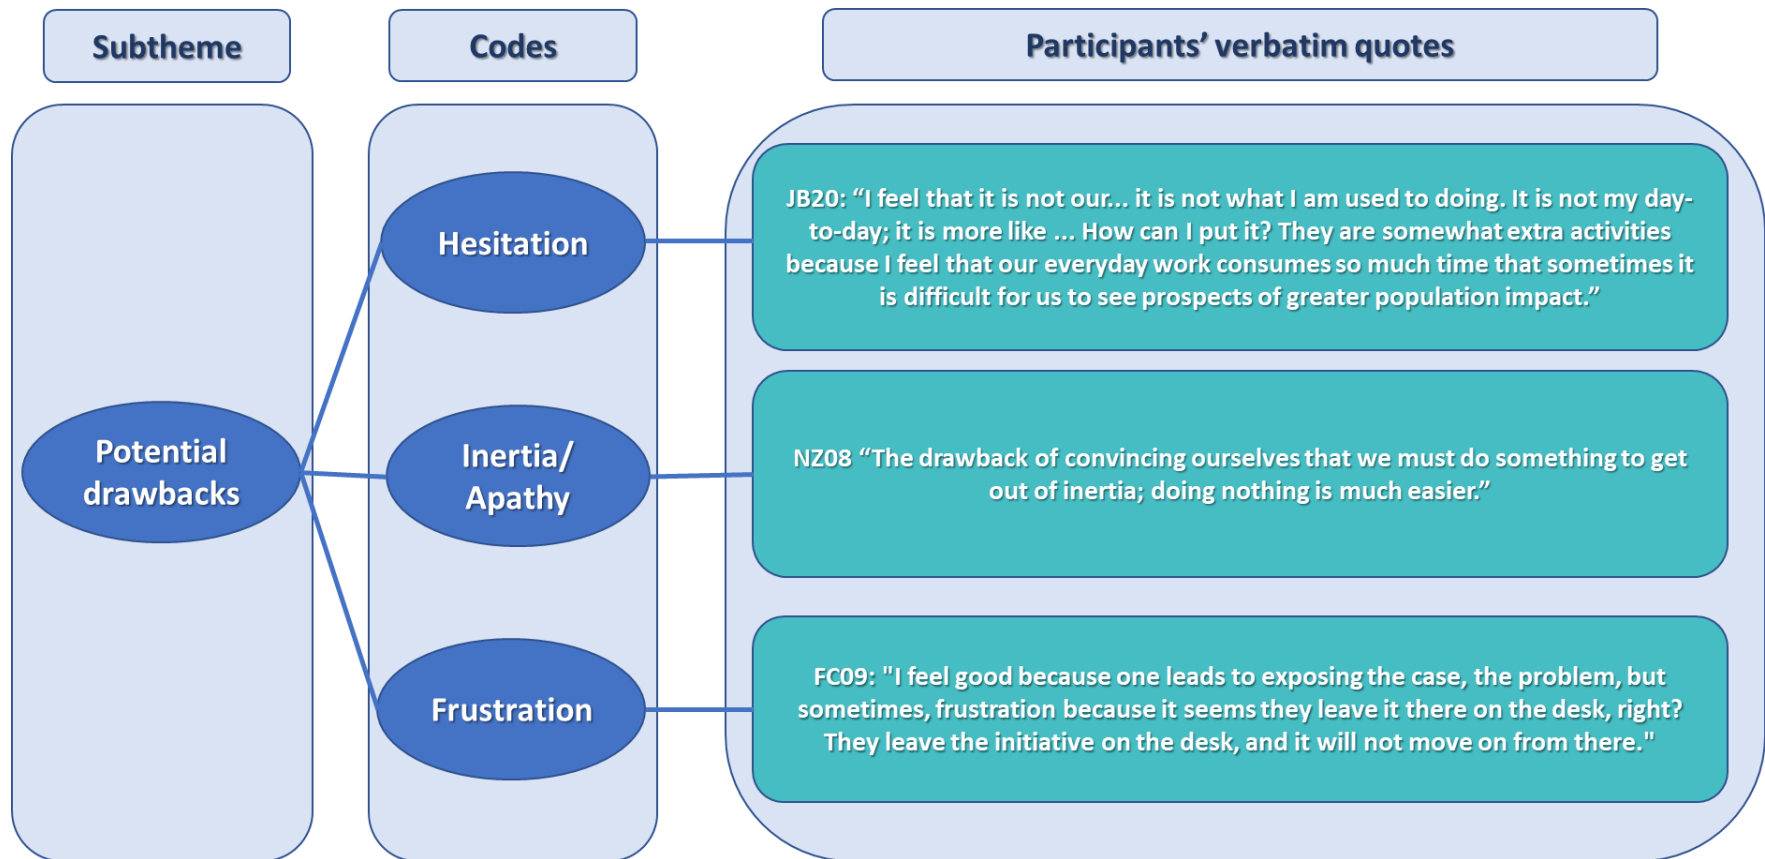 Subtheme
Codes
Participants’ verbatim quotes
Potential
drawbacks
Hesitation
JB20: “I feel that it is not our... it is not what I am used to doing. It is not my day-
to-day; it is more like ... How can I put it? They are somewhat extra activities
because I feel that our everyday work consumes so much time that sometimes it
is difficult for us to see prospects of greater population impact.”
Inertia/
Apathy
NZ08 “The drawback of convincing ourselves that we must do something to get
out of inertia; doing nothing is much easier.”
Frustration
FC09: "I feel good because one leads to exposing the case, the problem, but
sometimes, frustration because it seems they leave it there on the desk, right?
They leave the initiative on the desk, and it will not move on from there."